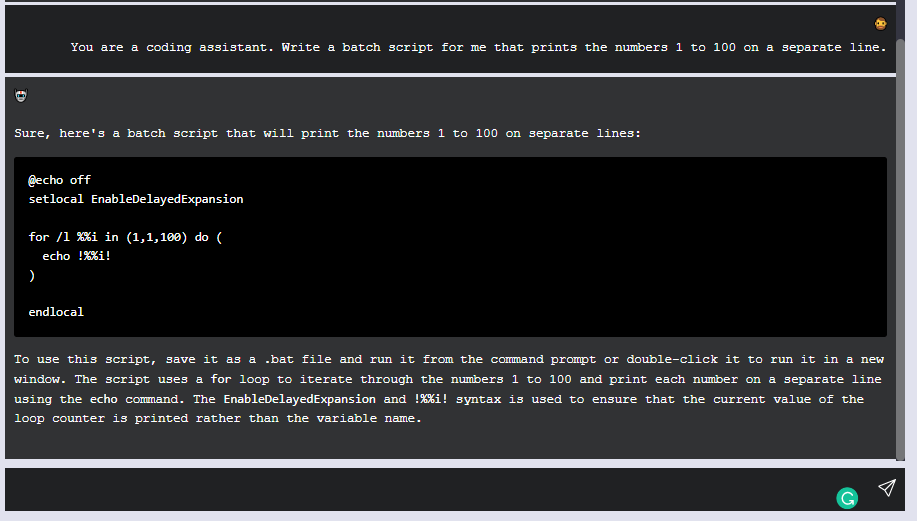 You are a coding assistant. Write a batch script for me that prints the numbers 1 to 100 on a separate line.
Sure, here's a batch script that will print the numbers 1 to 100 on separate lines:
@echo off
setlocal EnableDelayedExpansion
for /l %%i in (1,1,100) do (
  echo !%%i!
)
endlocal
To use this script, save it as a .bat file and run it from the command prompt or double-click it to run it in a new
window. The script uses a for loop to iterate through the numbers 1 to 100 and print each number on a separate line
using the echo command. The EnableDelayedExpansion and !%%i! syntax is used to ensure that the current value of the
loop counter is printed rather than the variable name.